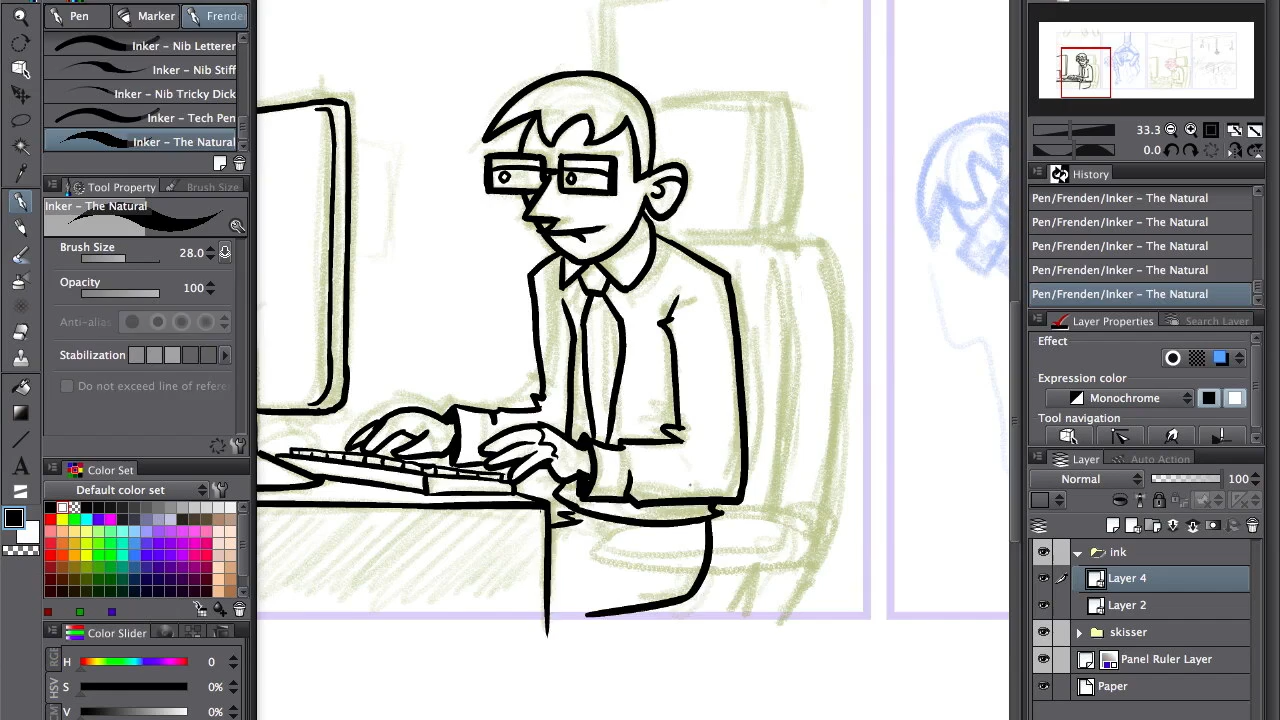 Pen
Marker
Frende
Inker - Nib Letterer
Inker - Nib Stiff
Inker - Nib Tricky Dick
Inker - Tech Pen
Inker - The Natural
Tool Property
Brush Size
Inker - The Natural
Brush Size
28.0
Opacity
100
Anti-alias
Stabilization
Do not exceed line of refere
Color Set
Default color set
Color Slider
RGB
HSV
H
0
S
0%
V
0%
33.3
0.0
History
Pen/Frenden/Inker - The Natural
Pen/Frenden/Inker - The Natural
Pen/Frenden/Inker - The Natural
Pen/Frenden/Inker - The Natural
Pen/Frenden/Inker - The Natural
Layer Properties
Search Layer
Effect
Expression color
Monochrome
Tool navigation
Layer
Auto Action
Normal
100
ink
Layer 4
Layer 2
skisser
Panel Ruler Layer
Paper